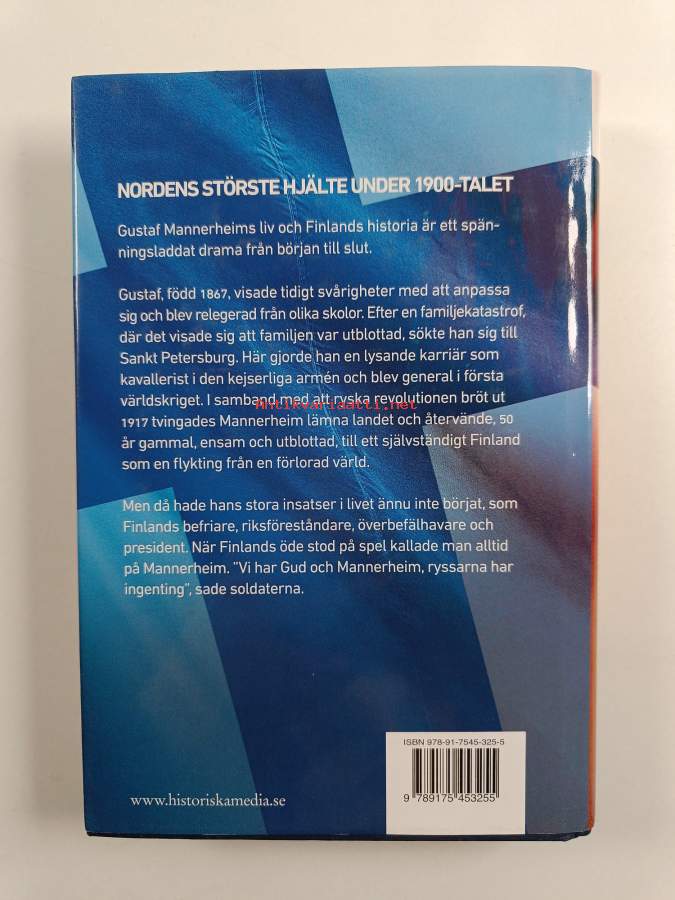 NORDENS STÖRSTE HJÄLTE UNDER 1900-TALET
Gustaf Mannerheims liv och Finlands historia är ett spän-
ningsladdat drama från början till slut.
Gustaf, född 1867, visade tidigt svårigheter med att anpassa
sig och blev relegerad från olika skolor. Efter en familjekatastrof,
där det visade sig att familjen var utblottad, sökte han sig till
Sankt Petersburg. Här gjorde han en lysande karriär som
kavallerist i den kejserliga armén och blev general i första
världskriget. I samband med att ryska revolutionen bröt ut
Antikvariaatti.net
1917 tvingades Mannerheim lämna landet och återvände, 50
år gammal, ensam och utblottad, till ett självständigt Finland
som en flykting från en förlorad värld.
Men då hade hans stora insatser i livet ännu inte börjat, som
Finlands befriare, riksföreståndare, överbefälhavare och
president. När Finlands öde stod på spel kallade man alltid
på Mannerheim. "Vi har Gud och Mannerheim, ryssarna har
ingenting", sade soldaterna.
ISBN 978-91-7545-325-5
9 789175 453255
www.historiskamedia.se